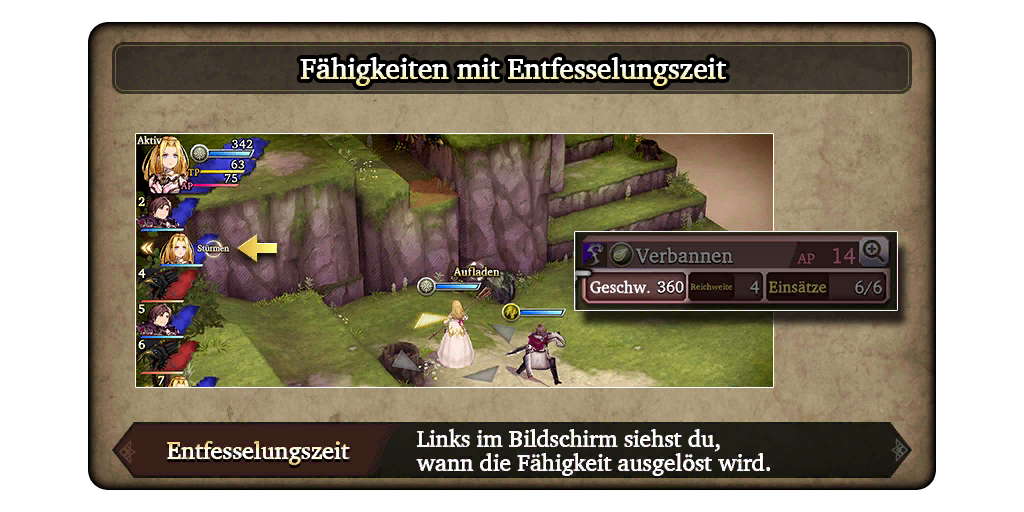 Fähigkeiten mit Entfesselungszeit
Aktiv
342
TP 63
AP 75
2
Stürmen
4
5
6
7
Aufladen
Verbannen AP 14
Geschw. 360 Reichweite 4 Einsätze 6/6
Entfesselungszeit
Links im Bildschirm siehst du,
wann die Fähigkeit ausgelöst wird.